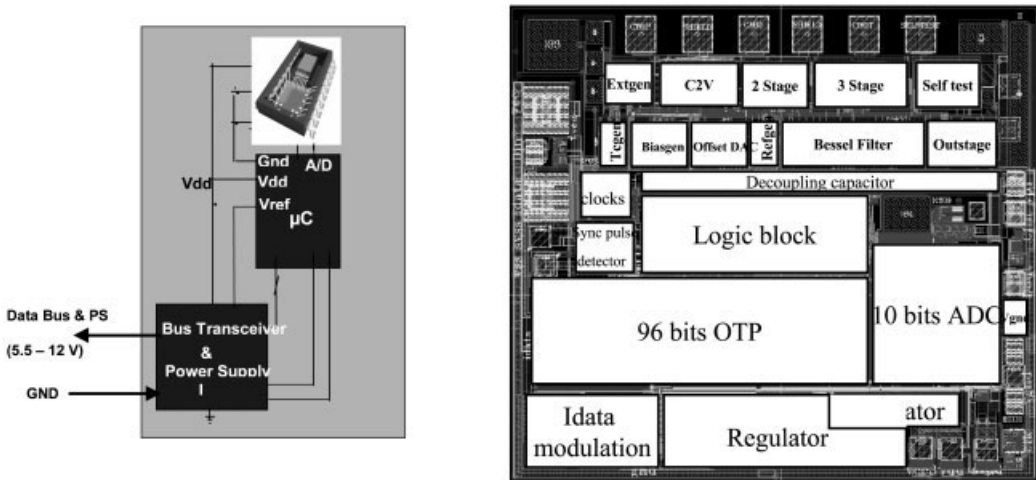 Gnd
A/D
Vdd
Vdd
Vref
µC
Data Bus & PS
(5.5 – 12 V)
GND
Bus Transceiver
&
Power Supply
Extgen
C2V
2 Stage
3 Stage
Self test
Tcgen
Biasgen
Offset DAC
Refge
Bessel Filter
Outstage
Decoupling capacitor
clocks
Sync pulse
detector
Logic block
96 bits OTP
10 bits ADC
Vgnd
Idata
modulation
Regulator
ator